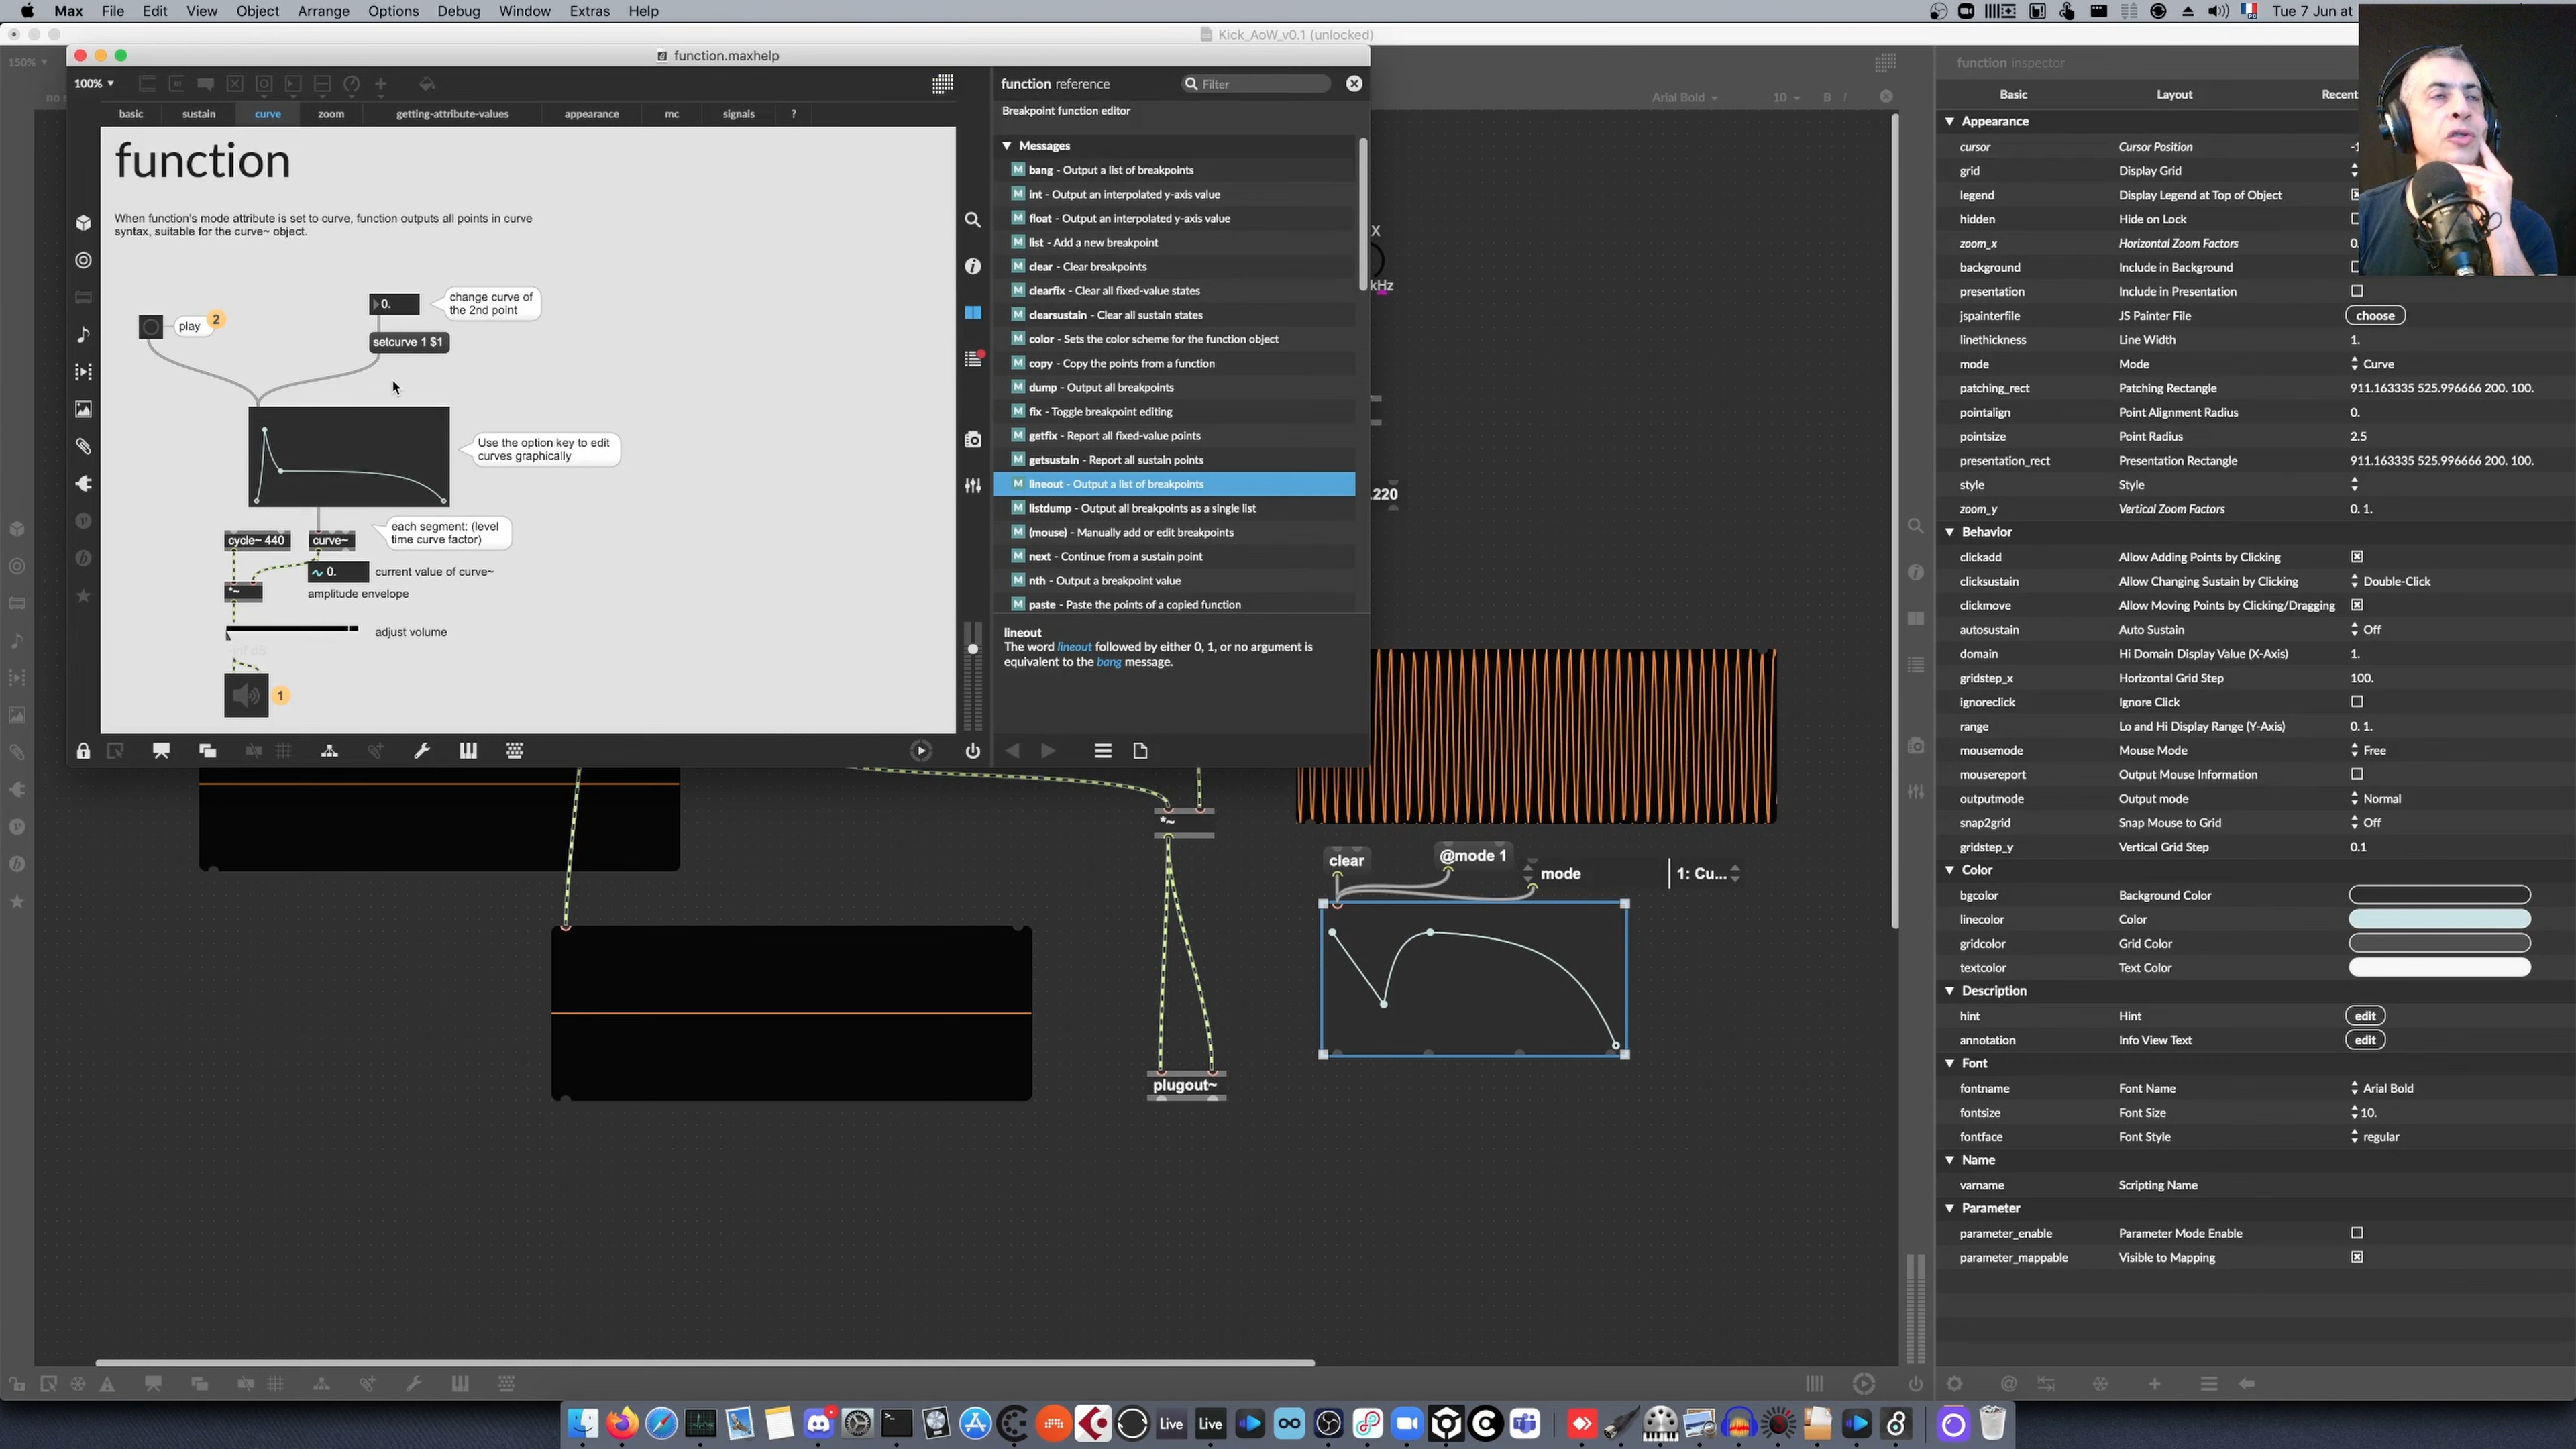 Max File Edit View Object Arrange Options Debug Window Extras Help
Tue 7 Jun at
Kick_AoW_v0.1 (unlocked)
150%
function.maxhelp
100%
basic sustain curve zoom getting-attribute-values appearance mc signals ?
function
When function's mode attribute is set to curve, function outputs all points in curve
syntax, suitable for the curve~ object.
0.
change curve of
the 2nd point
play 2
setcurve 1 $1
Use the option key to edit
curves graphically
each segment: (level
time curve factor)
cycle~ 440 curve~
0. current value of curve~
*~
amplitude envelope
adjust volume
-inf dB
1
function reference
Filter
Breakpoint function editor
Messages
M bang - Output a list of breakpoints
M int - Output an interpolated y-axis value
M float - Output an interpolated y-axis value
M list - Add a new breakpoint
M clear - Clear breakpoints
M clearfix - Clear all fixed-value states
M clearsustain - Clear all sustain states
M color - Sets the color scheme for the function object
M copy - Copy the points from a function
M dump - Output all breakpoints
M fix - Toggle breakpoint editing
M getfix - Report all fixed-value points
M getsustain - Report all sustain points
M lineout - Output a list of breakpoints
M listdump - Output all breakpoints as a single list
M (mouse) - Manually add or edit breakpoints
M next - Continue from a sustain point
M nth - Output a breakpoint value
M paste - Paste the points of a copied function
lineout
The word lineout followed by either 0, 1, or no argument is
equivalent to the bang message.
Arial Bold 10 B I
X
kHz
.220
*~
clear @mode 1
mode 1: Cu...
plugout~
function inspector
Basic Layout Recent
Appearance
cursor Cursor Position -1
grid Display Grid
legend Display Legend at Top of Object
hidden Hide on Lock
zoom_x Horizontal Zoom Factors 0.
background Include in Background
presentation Include in Presentation
jspainterfile JS Painter File choose
linethickness Line Width 1.
mode Mode Curve
patching_rect Patching Rectangle 911.163335 525.996666 200. 100.
pointalign Point Alignment Radius 0.
pointsize Point Radius 2.5
presentation_rect Presentation Rectangle 911.163335 525.996666 200. 100.
style Style
zoom_y Vertical Zoom Factors 0. 1.
Behavior
clickadd Allow Adding Points by Clicking
clicksustain Allow Changing Sustain by Clicking Double-Click
clickmove Allow Moving Points by Clicking/Dragging
autosustain Auto Sustain Off
domain Hi Domain Display Value (X-Axis) 1.
gridstep_x Horizontal Grid Step 100.
ignoreclick Ignore Click
range Lo and Hi Display Range (Y-Axis) 0. 1.
mousemode Mouse Mode Free
mousereport Output Mouse Information
outputmode Output mode Normal
snap2grid Snap Mouse to Grid Off
gridstep_y Vertical Grid Step 0.1
Color
bgcolor Background Color
linecolor Color
gridcolor Grid Color
textcolor Text Color
Description
hint Hint edit
annotation Info View Text edit
Font
fontname Font Name Arial Bold
fontsize Font Size 10.
fontface Font Style regular
Name
varname Scripting Name
Parameter
parameter_enable Parameter Mode Enable
parameter_mappable Visible to Mapping
Live Live